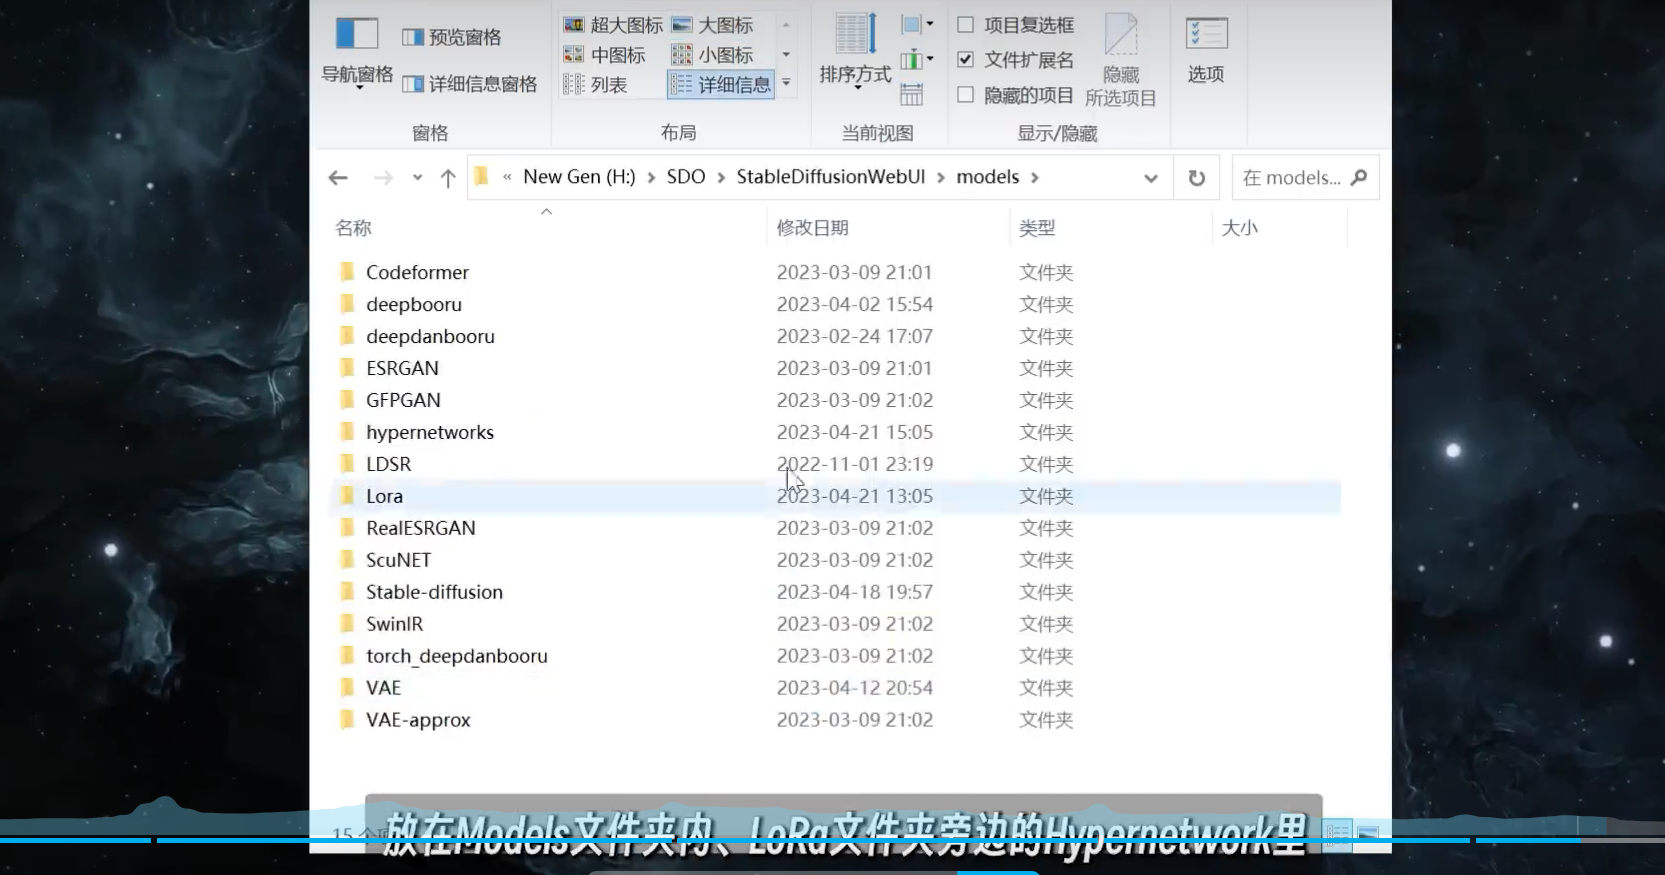 导航窗格
预览窗格
详细信息窗格
窗格
超大图标 大图标
中图标 小图标
列表 详细信息
布局
排序方式
当前视图
项目复选框
文件扩展名
隐藏的项目
隐藏
所选项目
显示/隐藏
选项
« New Gen (H:) › SDO › StableDiffusionWebUI › models ›
在 models...
名称 修改日期 类型 大小
Codeformer 2023-03-09 21:01 文件夹
deepbooru 2023-04-02 15:54 文件夹
deepdanbooru 2023-02-24 17:07 文件夹
ESRGAN 2023-03-09 21:01 文件夹
GFPGAN 2023-03-09 21:02 文件夹
hypernetworks 2023-04-21 15:05 文件夹
LDSR 2022-11-01 23:19 文件夹
Lora 2023-04-21 13:05 文件夹
RealESRGAN 2023-03-09 21:02 文件夹
ScuNET 2023-03-09 21:02 文件夹
Stable-diffusion 2023-04-18 19:57 文件夹
SwinIR 2023-03-09 21:02 文件夹
torch_deepdanbooru 2023-03-09 21:02 文件夹
VAE 2023-04-12 20:54 文件夹
VAE-approx 2023-03-09 21:02 文件夹
15 个
放在Models文件夹内、LoRa文件夹旁边的Hypernetwork里